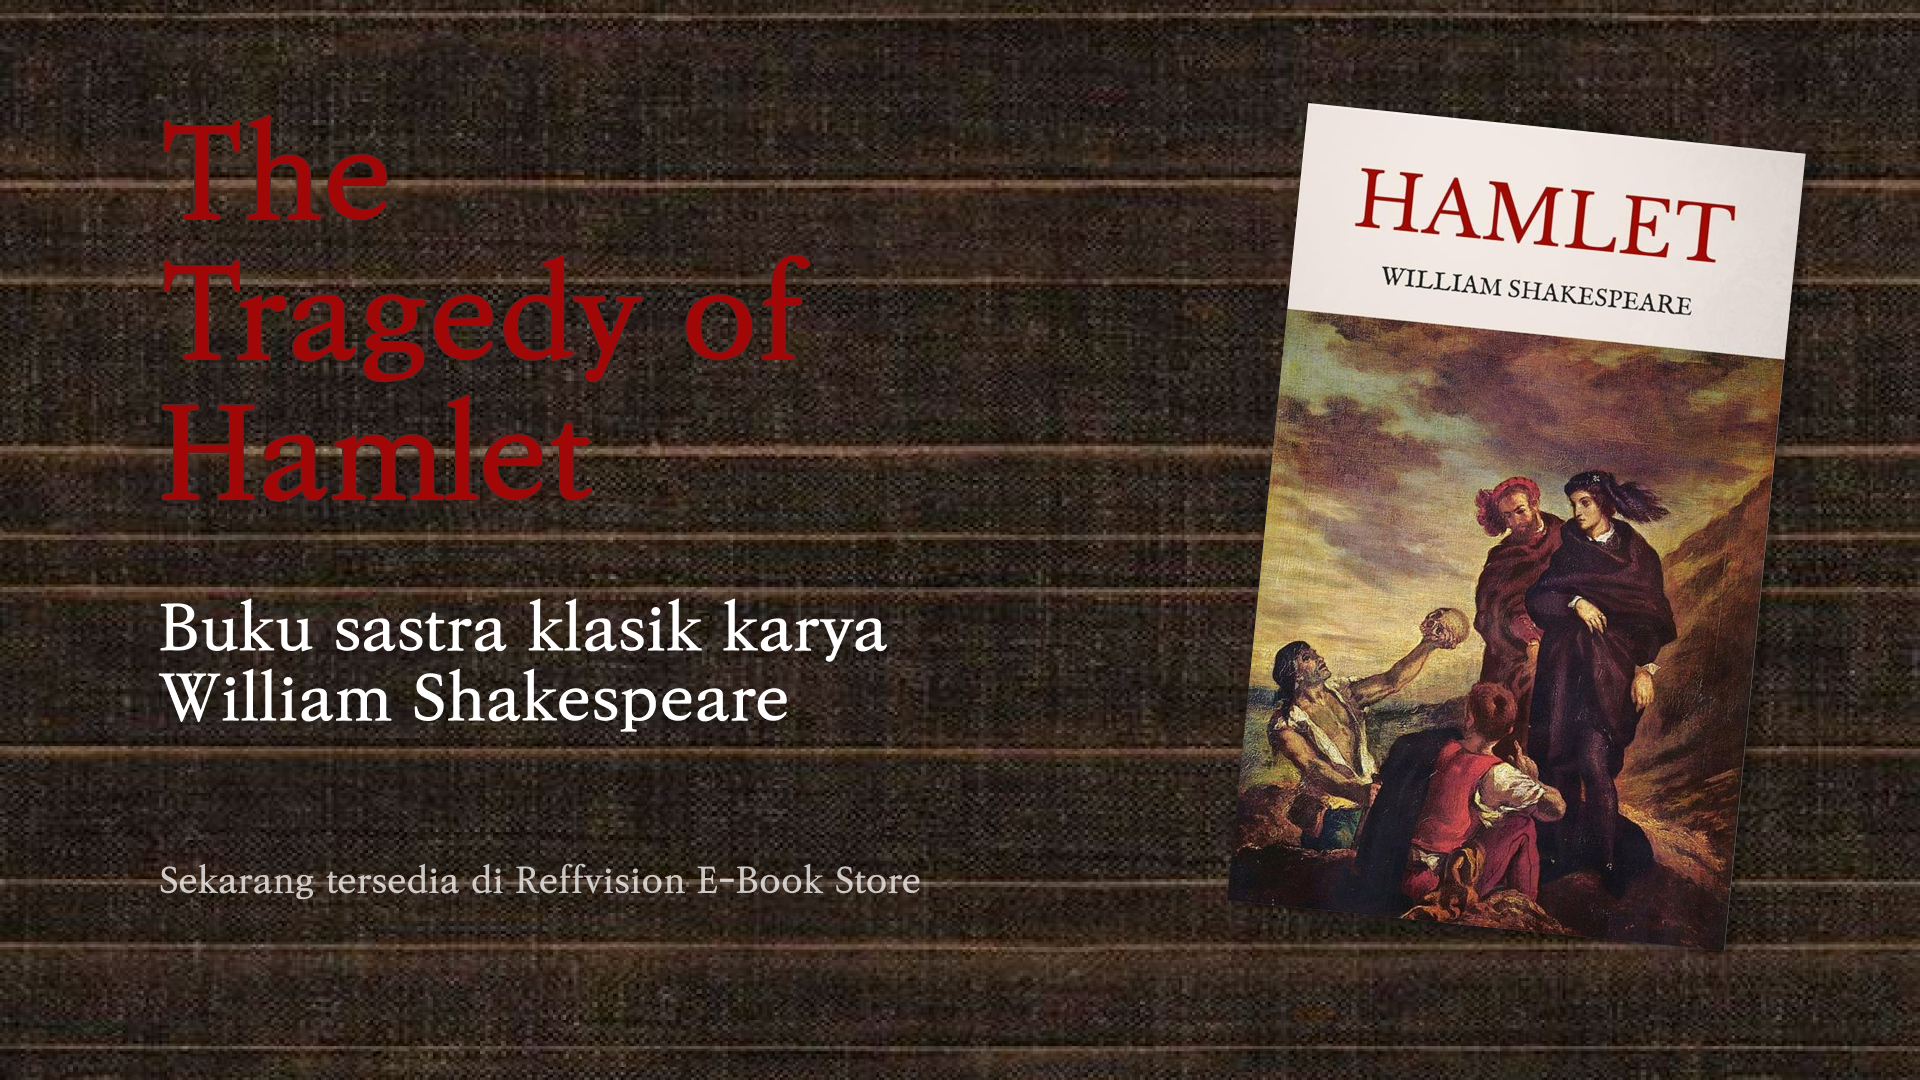 The
Tragedy of
Hamlet
Buku sastra klasik karya
William Shakespeare
Sekarang tersedia di Reffvision E-Book Store
HAMLET
WILLIAM SHAKESPEARE